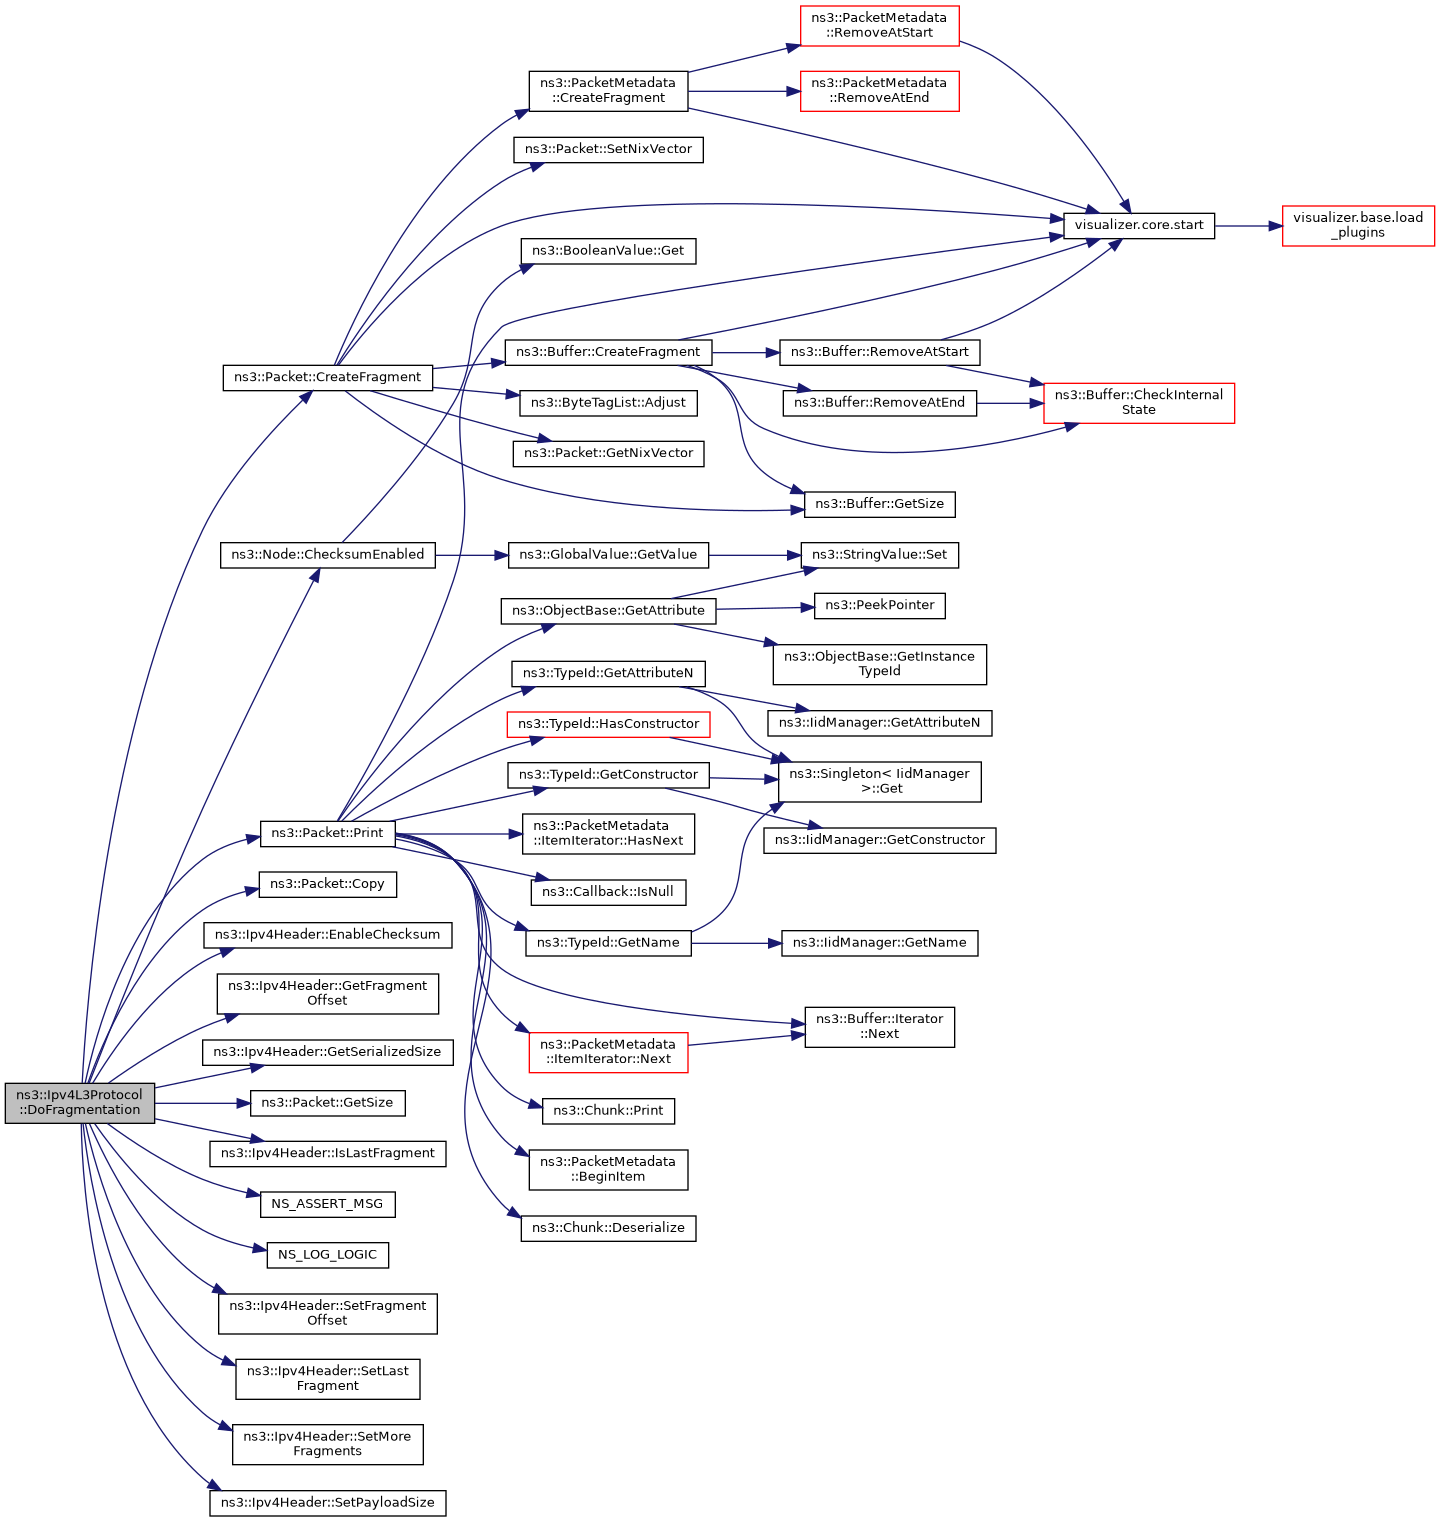 ns3::PacketMetadata
::RemoveAtStart
ns3::PacketMetadata
::CreateFragment
ns3::PacketMetadata
::RemoveAtEnd
ns3::Packet::SetNixVector
visualizer.core.start
visualizer.base.load
_plugins
ns3::BooleanValue::Get
ns3::Buffer::CreateFragment
ns3::Buffer::RemoveAtStart
ns3::Packet::CreateFragment
ns3::ByteTagList::Adjust
ns3::Buffer::RemoveAtEnd
ns3::Buffer::CheckInternal
State
ns3::Packet::GetNixVector
ns3::Buffer::GetSize
ns3::Node::ChecksumEnabled
ns3::GlobalValue::GetValue
ns3::StringValue::Set
ns3::ObjectBase::GetAttribute
ns3::PeekPointer
ns3::ObjectBase::GetInstance
TypeId
ns3::TypeId::GetAttributeN
ns3::IidManager::GetAttributeN
ns3::TypeId::HasConstructor
ns3::TypeId::GetConstructor
ns3::Singleton< IidManager
>::Get
ns3::Packet::Print
ns3::PacketMetadata
::ItemIterator::HasNext
ns3::IidManager::GetConstructor
ns3::Packet::Copy
ns3::Callback::IsNull
ns3::Ipv4Header::EnableChecksum
ns3::TypeId::GetName
ns3::IidManager::GetName
ns3::Ipv4Header::GetFragment
Offset
ns3::Buffer::Iterator
::Next
ns3::Ipv4Header::GetSerializedSize
ns3::PacketMetadata
::ItemIterator::Next
ns3::Ipv4L3Protocol
::DoFragmentation
ns3::Packet::GetSize
ns3::Chunk::Print
ns3::Ipv4Header::IsLastFragment
ns3::PacketMetadata
::BeginItem
NS_ASSERT_MSG
ns3::Chunk::Deserialize
NS_LOG_LOGIC
ns3::Ipv4Header::SetFragment
Offset
ns3::Ipv4Header::SetLast
Fragment
ns3::Ipv4Header::SetMore
Fragments
ns3::Ipv4Header::SetPayloadSize